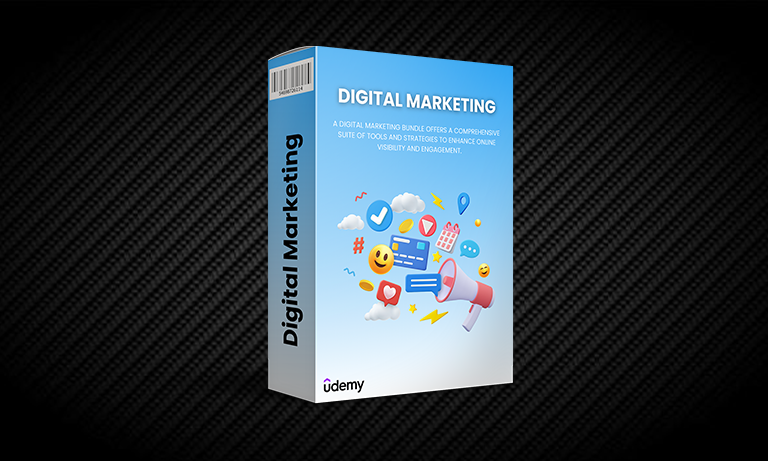 DIGITAL MARKETING
A DIGITAL MARKETING BUNDLE OFFERS A COMPREHENSIVE
SUITE OF TOOLS AND STRATEGIES TO ENHANCE ONLINE
VISIBILITY AND ENGAGEMENT.
Digital Marketing
#
udemy